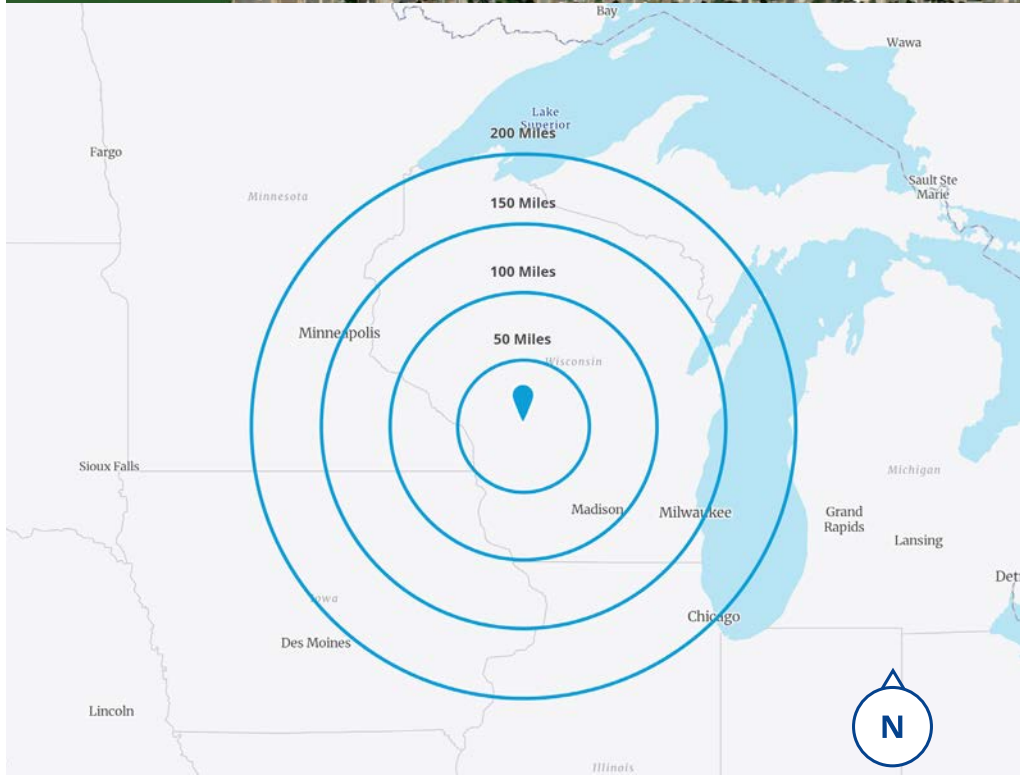 Bay
Wawa
Lake
Superior
200 Miles
Fargo
Sault Ste
Marie
Minnesota
150 Miles
100 Miles
Minneapolis
50 Miles
Wisconsin
Sioux Falls
Michigan
Madison
Milwaukee
Grand
Rapids
Lansing
Det
Iowa
Chicago
Des Moines
Lincoln
N
Illinois